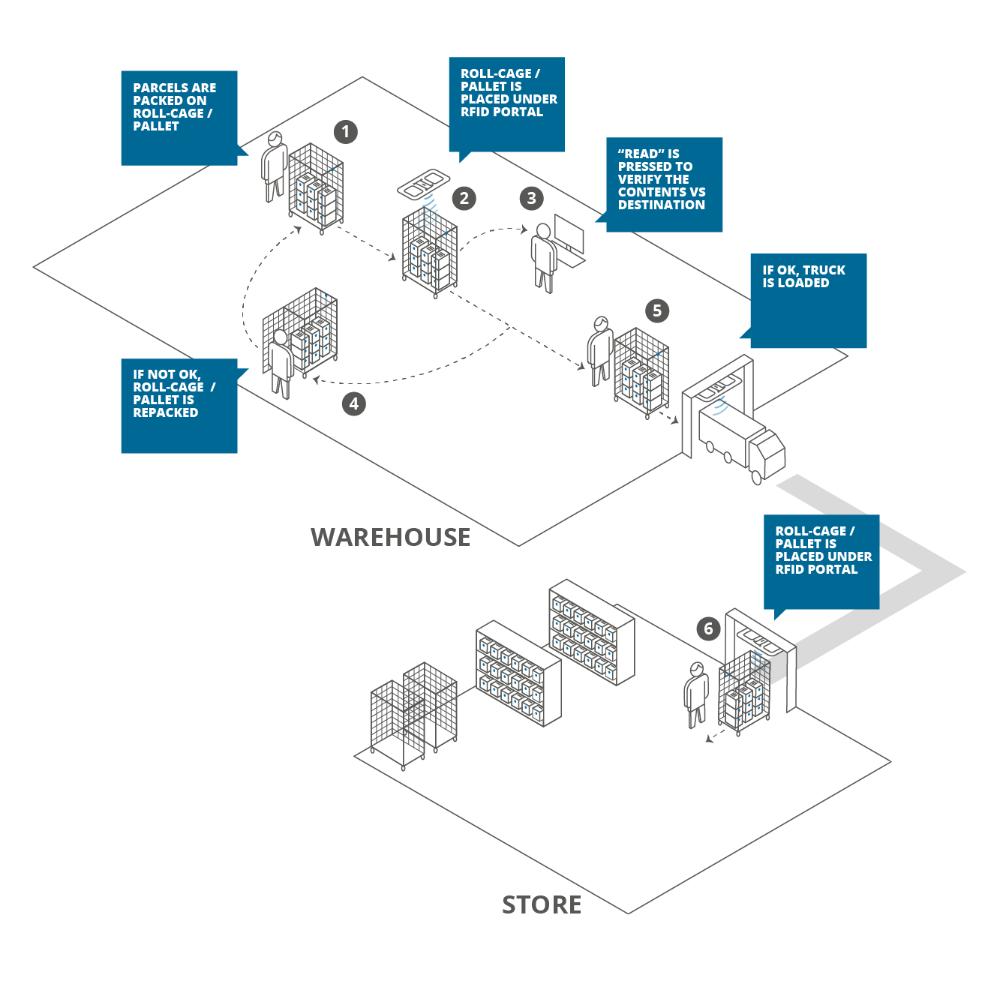 PARCELS ARE
PACKED ON
ROLL-CAGE /
PALLET
1
ROLL-CAGE /
PALLET IS
PLACED UNDER
RFID PORTAL
2
3
“READ” IS
PRESSED TO
VERIFY THE
CONTENTS VS
DESTINATION
IF OK, TRUCK
IS LOADED
5
IF NOT OK,
ROLL-CAGE /
PALLET IS
REPACKED
4
WAREHOUSE
ROLL-CAGE /
PALLET IS
PLACED UNDER
RFID PORTAL
6
STORE